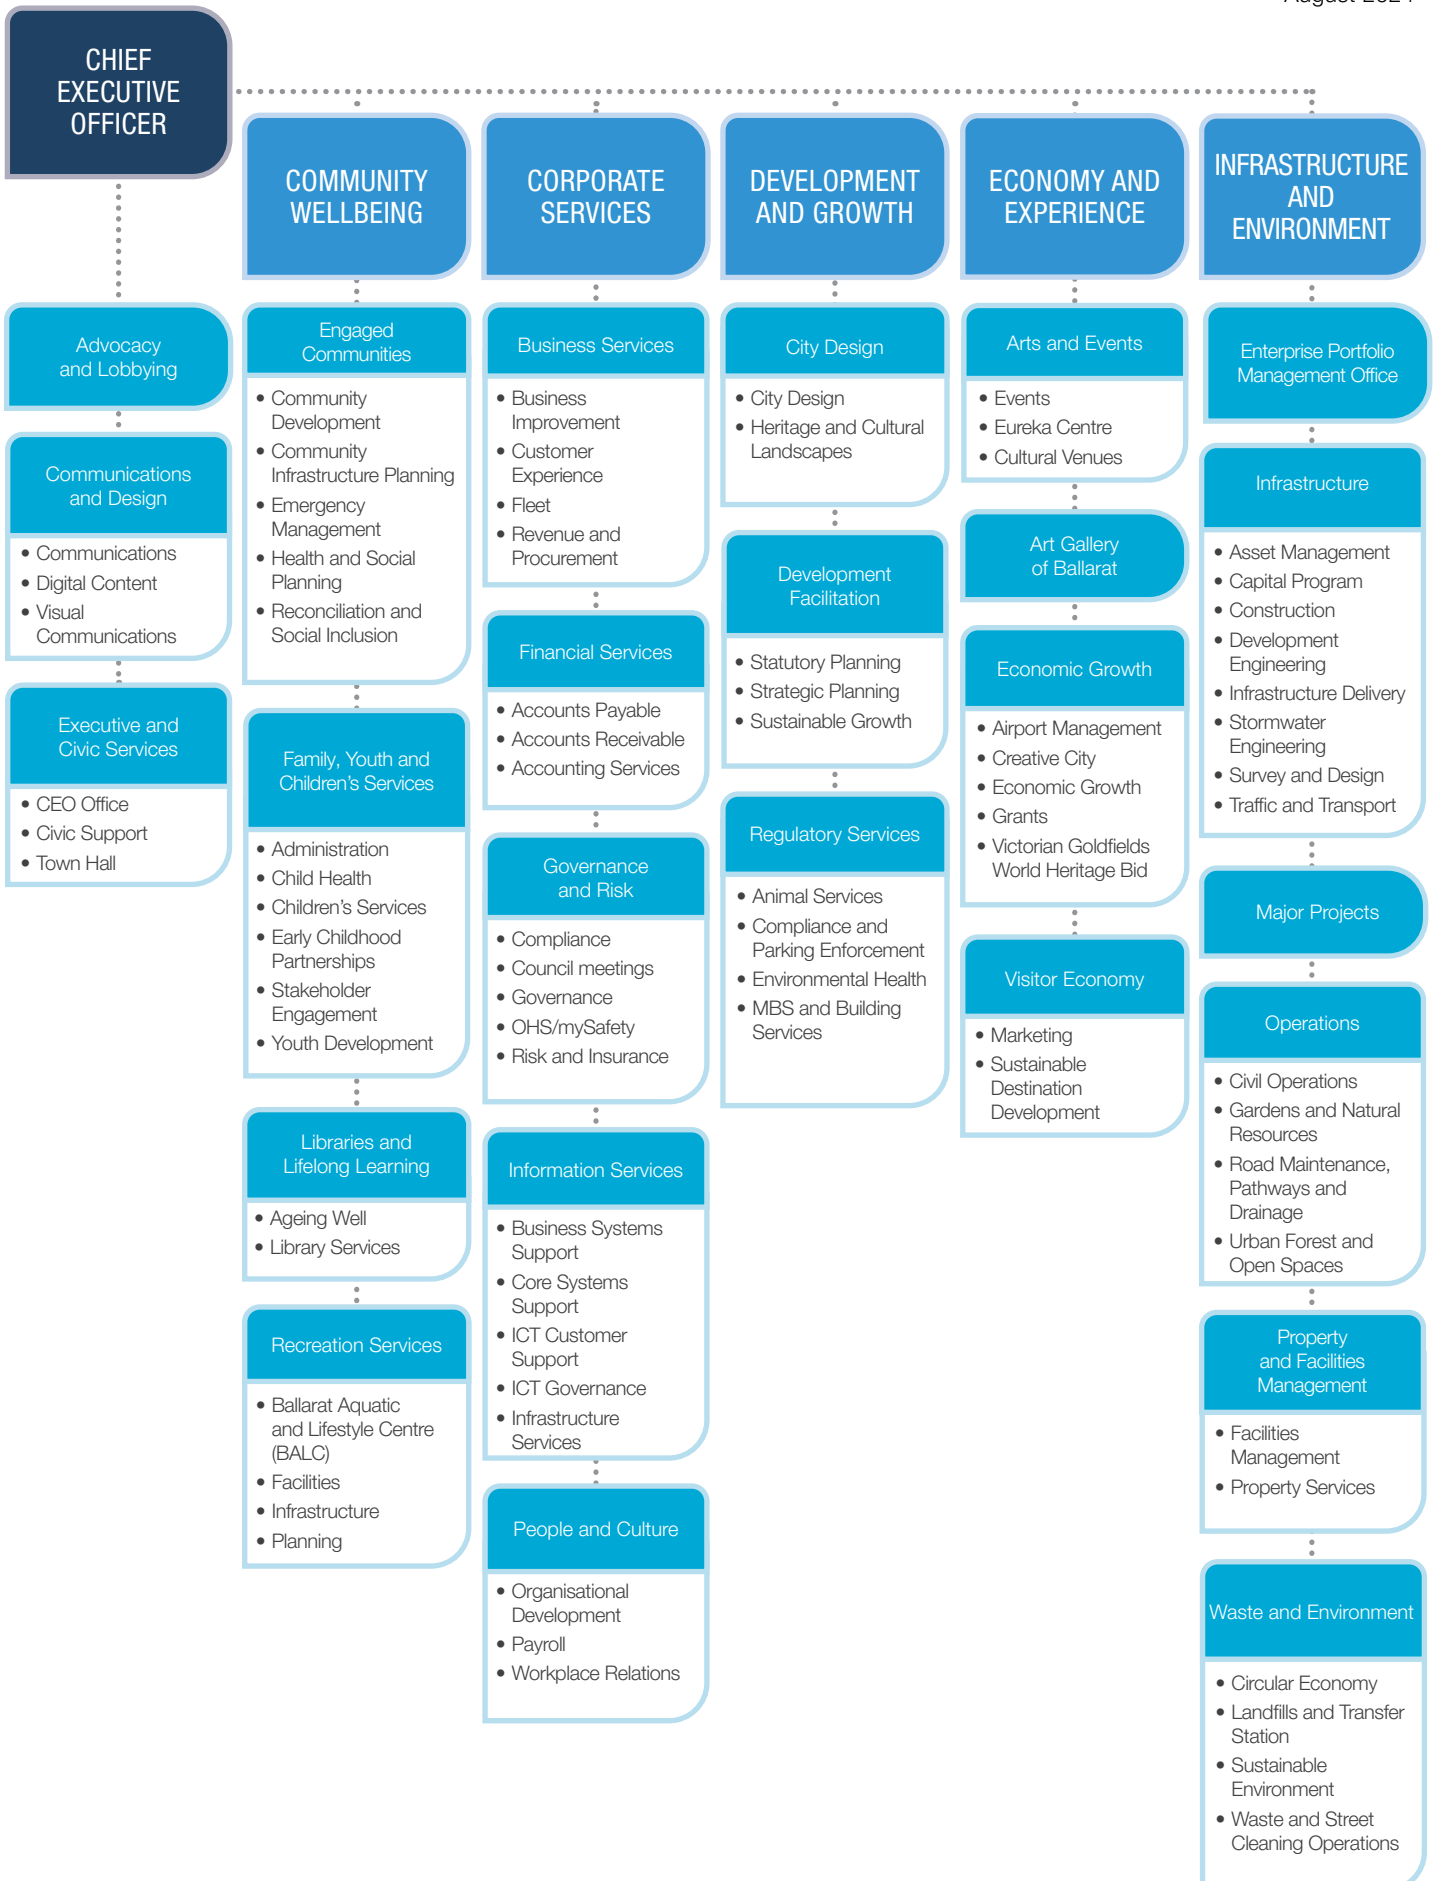 CHIEF
EXECUTIVE
OFFICER
Advocacy
and Lobbying
Communications
and Design
• Communications
• Digital Content
• Visual
Communications
Executive and
Civic Services
• CEO Office
• Civic Support
• Town Hall
COMMUNITY
WELLBEING
Engaged
Communities
• Community
Development
• Community
Infrastructure Planning
• Emergency
Management
• Health and Social
Planning
• Reconciliation and
Social Inclusion
Family, Youth and
Children's Services
• Administration
• Child Health
• Children's Services
• Early Childhood
Partnerships
• Stakeholder
Engagement
• Youth Development
Libraries and
Lifelong Learning
• Ageing Well
• Library Services
Recreation Services
• Ballarat Aquatic
and Lifestyle Centre
(BALC)
• Facilities
• Infrastructure
• Planning
CORPORATE
SERVICES
Business Services
• Business
Improvement
• Customer
Experience
• Fleet
• Revenue and
Procurement
Financial Services
• Accounts Payable
• Accounts Receivable
• Accounting Services
Governance
and Risk
• Compliance
• Council meetings
• Governance
• OHS/mySafety
• Risk and Insurance
Information Services
• Business Systems
Support
• Core Systems
Support
• ICT Customer
Support
• ICT Governance
• Infrastructure
Services
People and Culture
• Organisational
Development
• Payroll
• Workplace Relations
DEVELOPMENT
AND GROWTH
City Design
• City Design
• Heritage and Cultural
Landscapes
Development
Facilitation
• Statutory Planning
• Strategic Planning
• Sustainable Growth
Regulatory Services
• Animal Services
• Compliance and
Parking Enforcement
• Environmental Health
• MBS and Building
Services
ECONOMY AND
EXPERIENCE
Arts and Events
• Events
• Eureka Centre
• Cultural Venues
Art Gallery
of Ballarat
Economic Growth
• Airport Management
• Creative City
• Economic Growth
• Grants
• Victorian Goldfields
World Heritage Bid
Visitor Economy
• Marketing
• Sustainable
Destination
Development
INFRASTRUCTURE
AND
ENVIRONMENT
Enterprise Portfolio
Management Office
Infrastructure
• Asset Management
• Capital Program
• Construction
• Development
Engineering
• Infrastructure Delivery
• Stormwater
Engineering
• Survey and Design
• Traffic and Transport
Major Projects
Operations
• Civil Operations
• Gardens and Natural
Resources
• Road Maintenance,
Pathways and
Drainage
• Urban Forest and
Open Spaces
Property
and Facilities
Management
• Facilities
Management
• Property Services
Waste and Environment
• Circular Economy
• Landfills and Transfer
Station
• Sustainable
Environment
• Waste and Street
Cleaning Operations